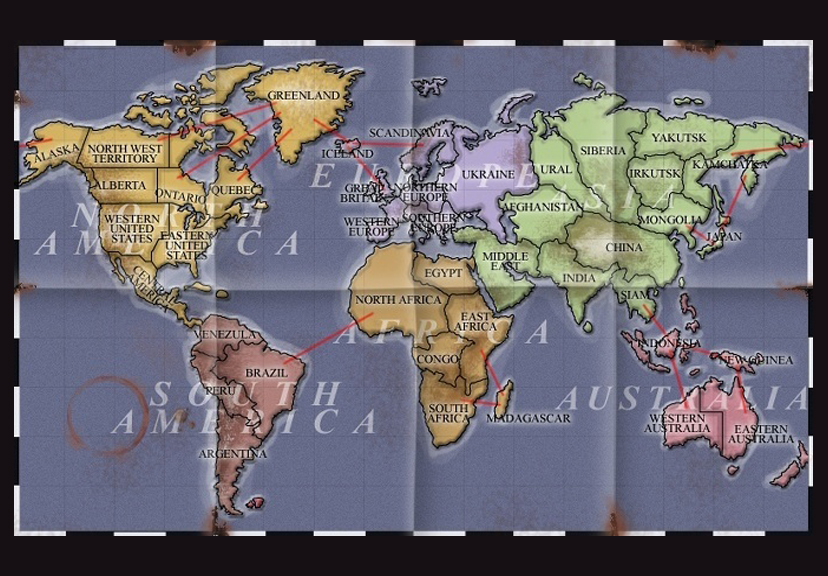 GREENLAND
SCANDINAVIA
ICELAND
ALASKA
NORTH WEST
TERRITORY
ALBERTA
ONTARIO
QUEBEC
WESTERN
UNITED
STATES
EASTERN
UNITED
STATES
CENTRAL
AMERICA
NORTH
AMERICA
EUROPE
GREAT
BRITAIN
NORTHERN
EUROPE
WESTERN
EUROPE
SOUTHERN
EUROPE
UKRAINE
URAL
SIBERIA
YAKUTSK
KAMCHATKA
IRKUTSK
MONGOLIA
JAPAN
AFGHANISTAN
CHINA
MIDDLE
EAST
INDIA
SIAM
ASIA
VENEZUELA
BRAZIL
PERU
ARGENTINA
SOUTH
AMERICA
NORTH AFRICA
EGYPT
EAST
AFRICA
CONGO
SOUTH
AFRICA
MADAGASCAR
AFRICA
INDONESIA
NEW GUINEA
WESTERN
AUSTRALIA
EASTERN
AUSTRALIA
AUSTRALIA